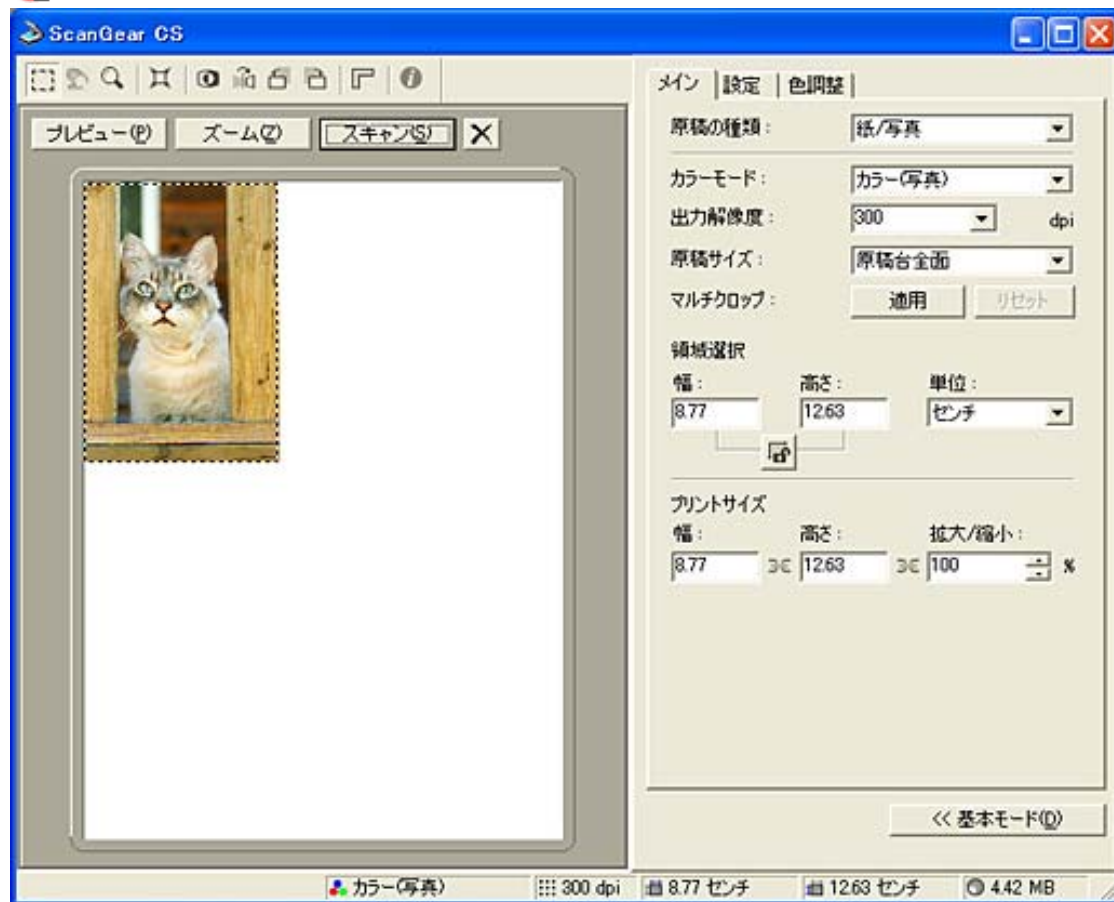 ScanGear CS
プレビュー(P) ズーム(Z) スキャン(S)
メイン 設定 色調整
原稿の種類: 紙/写真
カラーモード: カラー(写真)
出力解像度: 300 dpi
原稿サイズ: 原稿台全面
マルチクロップ: 適用 リセット
領域選択
幅: 高さ: 単位:
8.77 12.63 センチ
プリントサイズ
幅: 高さ: 拡大/縮小:
8.77 12.63 100 %
<< 基本モード(D)
カラー(写真) 300 dpi 8.77 センチ 12.63 センチ 4.42 MB